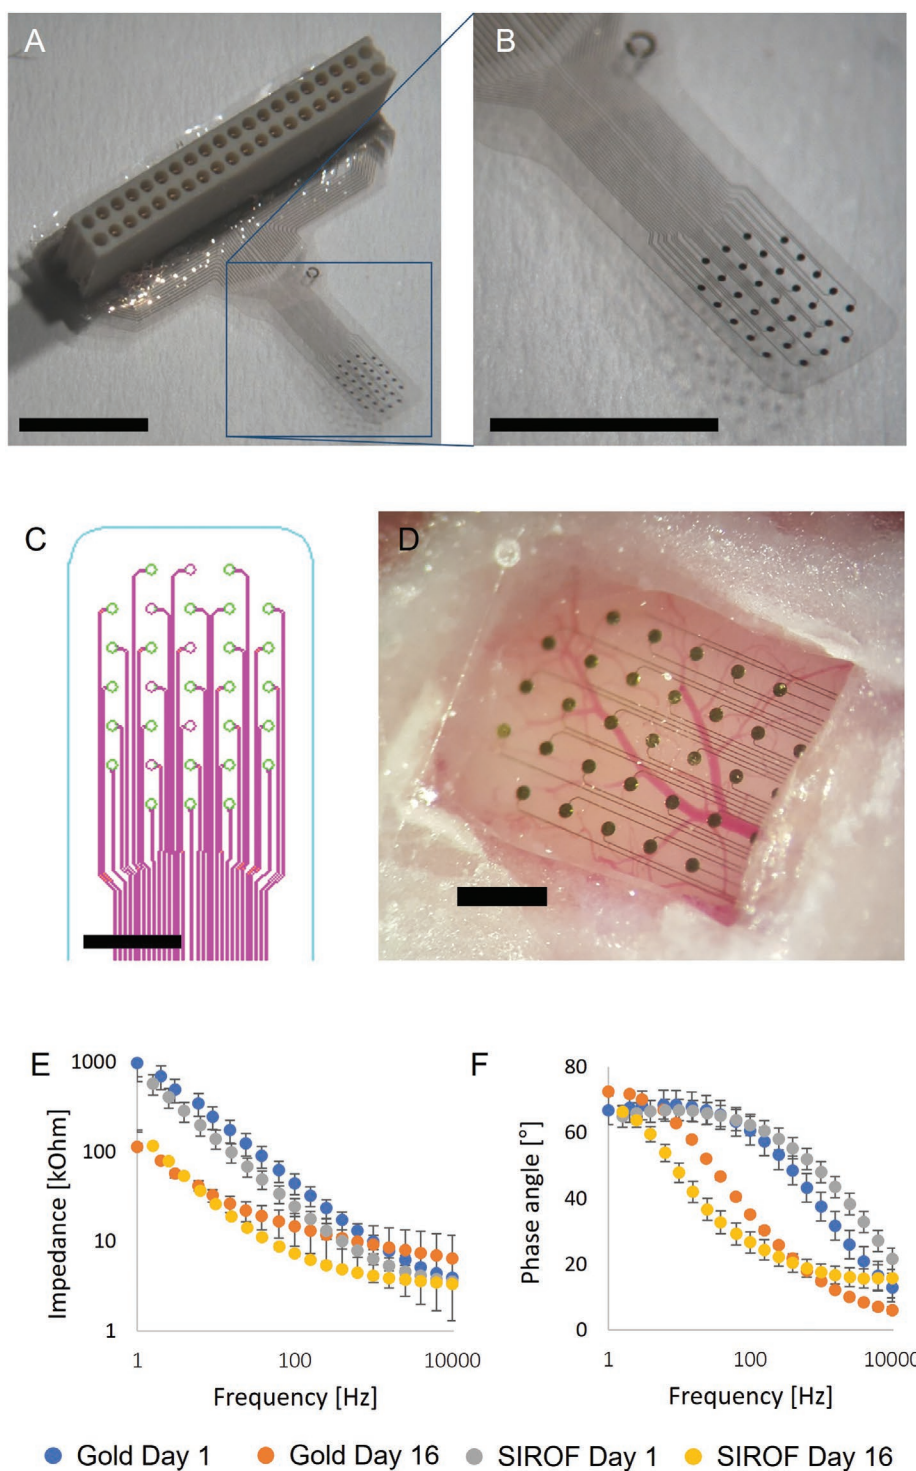 A
B
C
D
E
F
1000
100
10
1
Impedance [kOhm]
1
100
10000
Frequency [Hz]
80
60
40
20
0
Phase angle [°]
1
100
10000
Frequency [Hz]
Gold Day 1
Gold Day 16
SIROF Day 1
SIROF Day 16